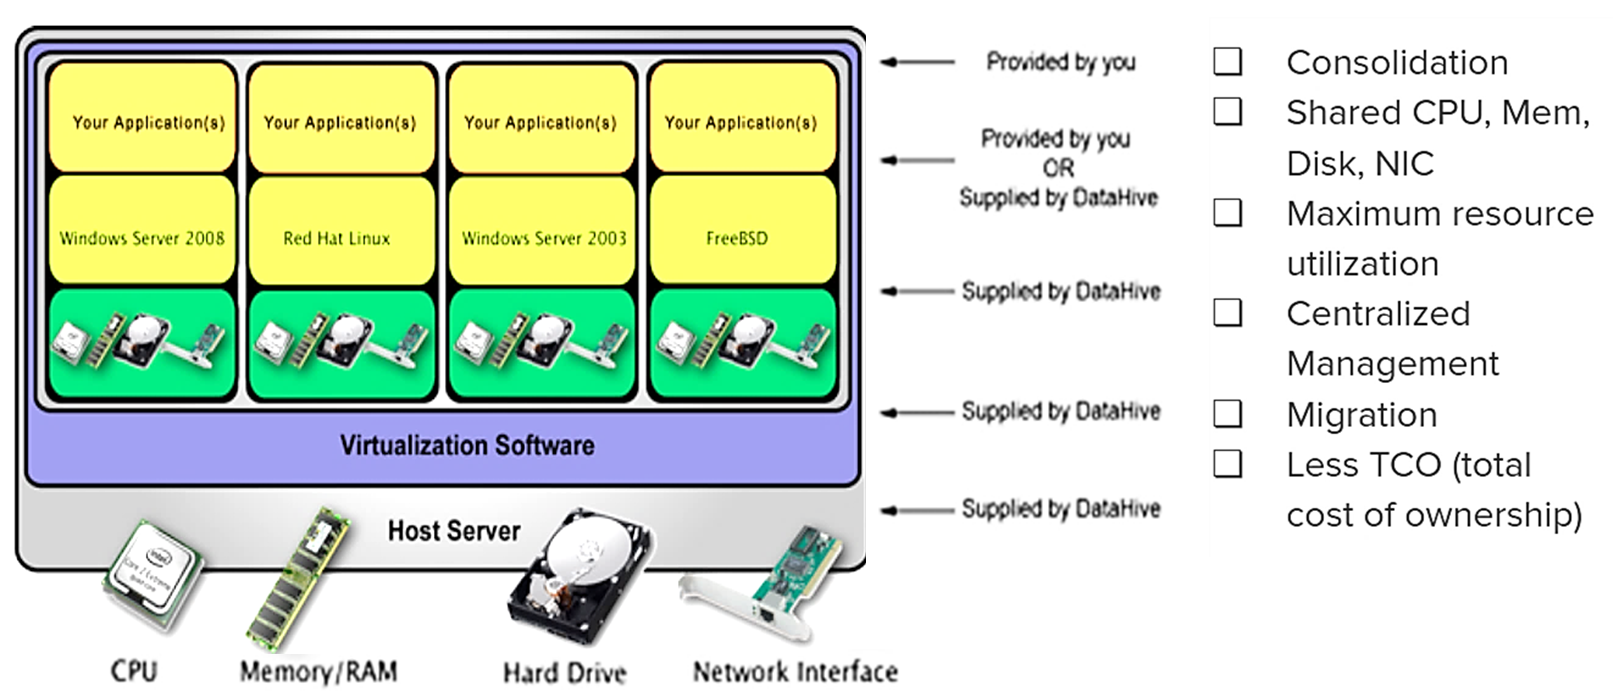 Your Application(s) Your Application(s) Your Application(s) Your Application(s)
Windows Server 2008 Red Hat Linux Windows Server 2003 FreeBSD
Virtualization Software
Host Server
CPU Memory/RAM Hard Drive Network Interface
Provided by you
Provided by you
OR
Supplied by DataHive
Supplied by DataHive
Supplied by DataHive
Supplied by DataHive
❑ Consolidation
❑ Shared CPU, Mem,
Disk, NIC
❑ Maximum resource
utilization
❑ Centralized
Management
❑ Migration
❑ Less TCO (total
cost of ownership)